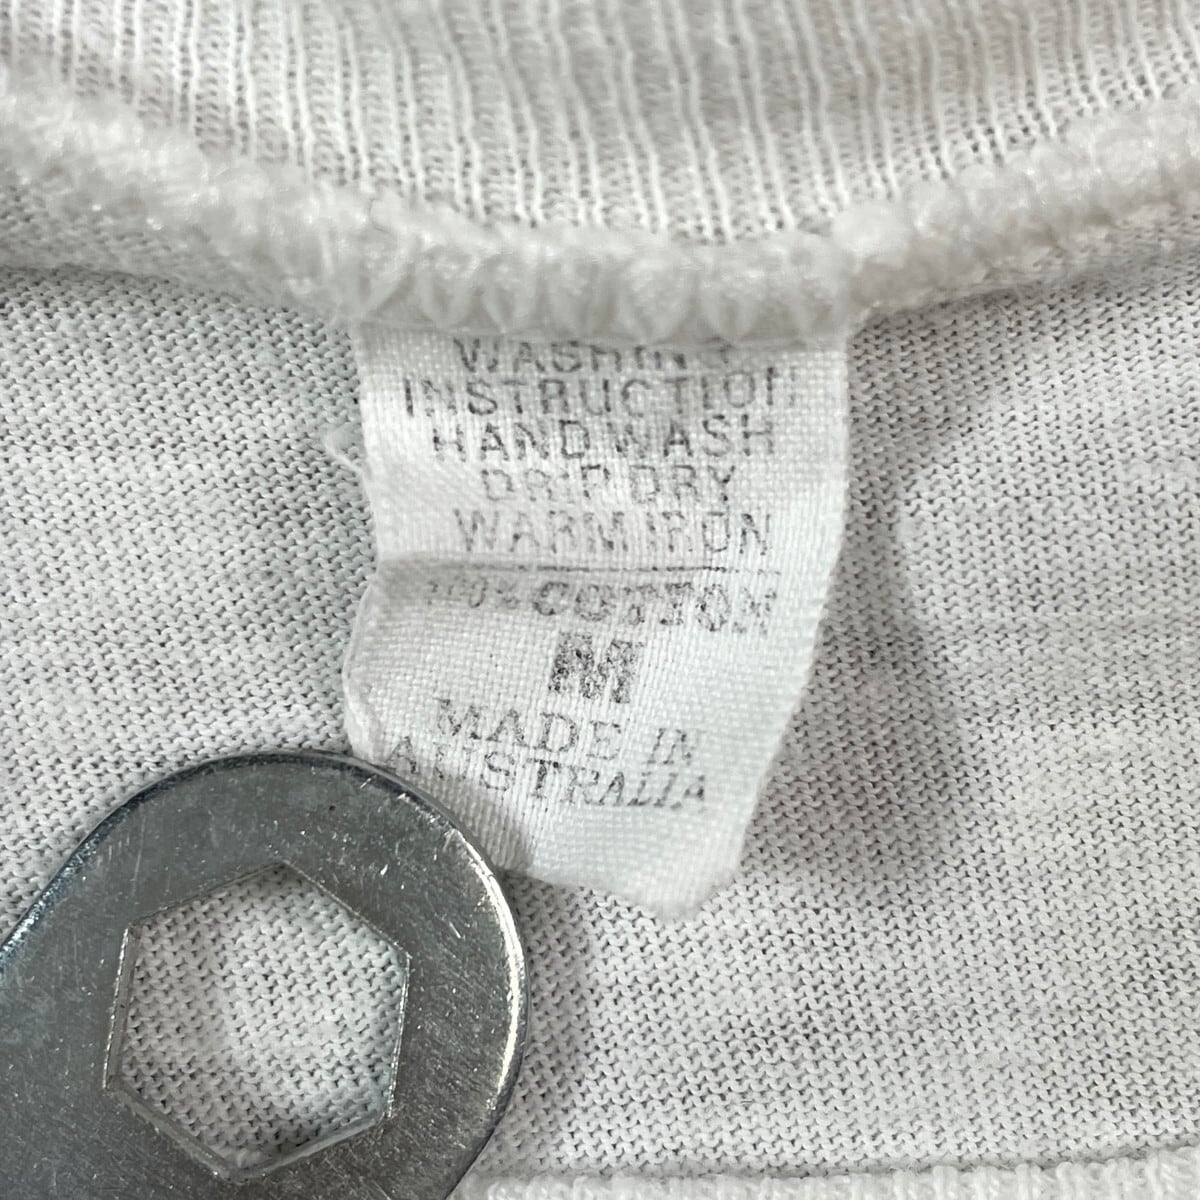 WASHING
INSTRUCTION
HAND WASH
DRIP DRY
WARM IRON
COTTON
M
MADE IN
AUSTRALIA